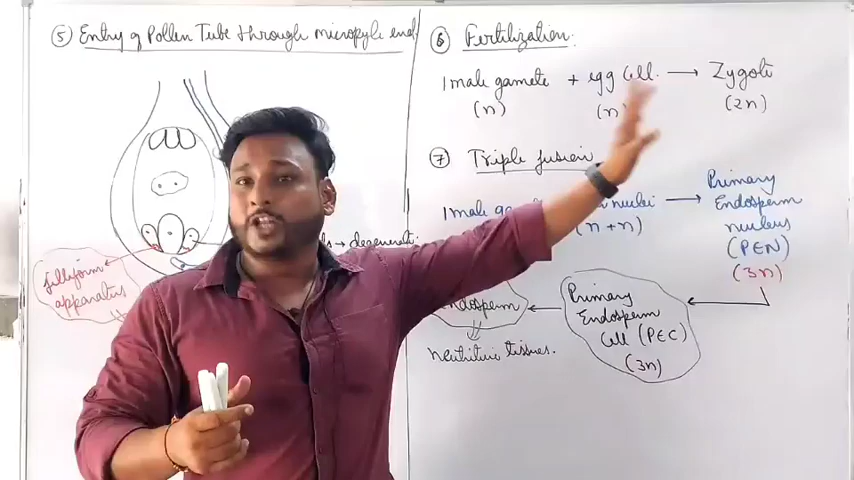 ⑤ Entry of Pollen Tube through micropyle end
filliform
apparatus
→ degenerate
⑥ Fertilization:
1 male gamete + egg cell. → Zygote
(n) (n) (2n)
⑦ Triple fusion
1 male nuclei → Primary
Endosperm
nucleus
(PEN)
(3n)
(n+n)
Primary
Endosperm
Cell (PEC)
(3n)
Endosperm
Nutritive tissues.